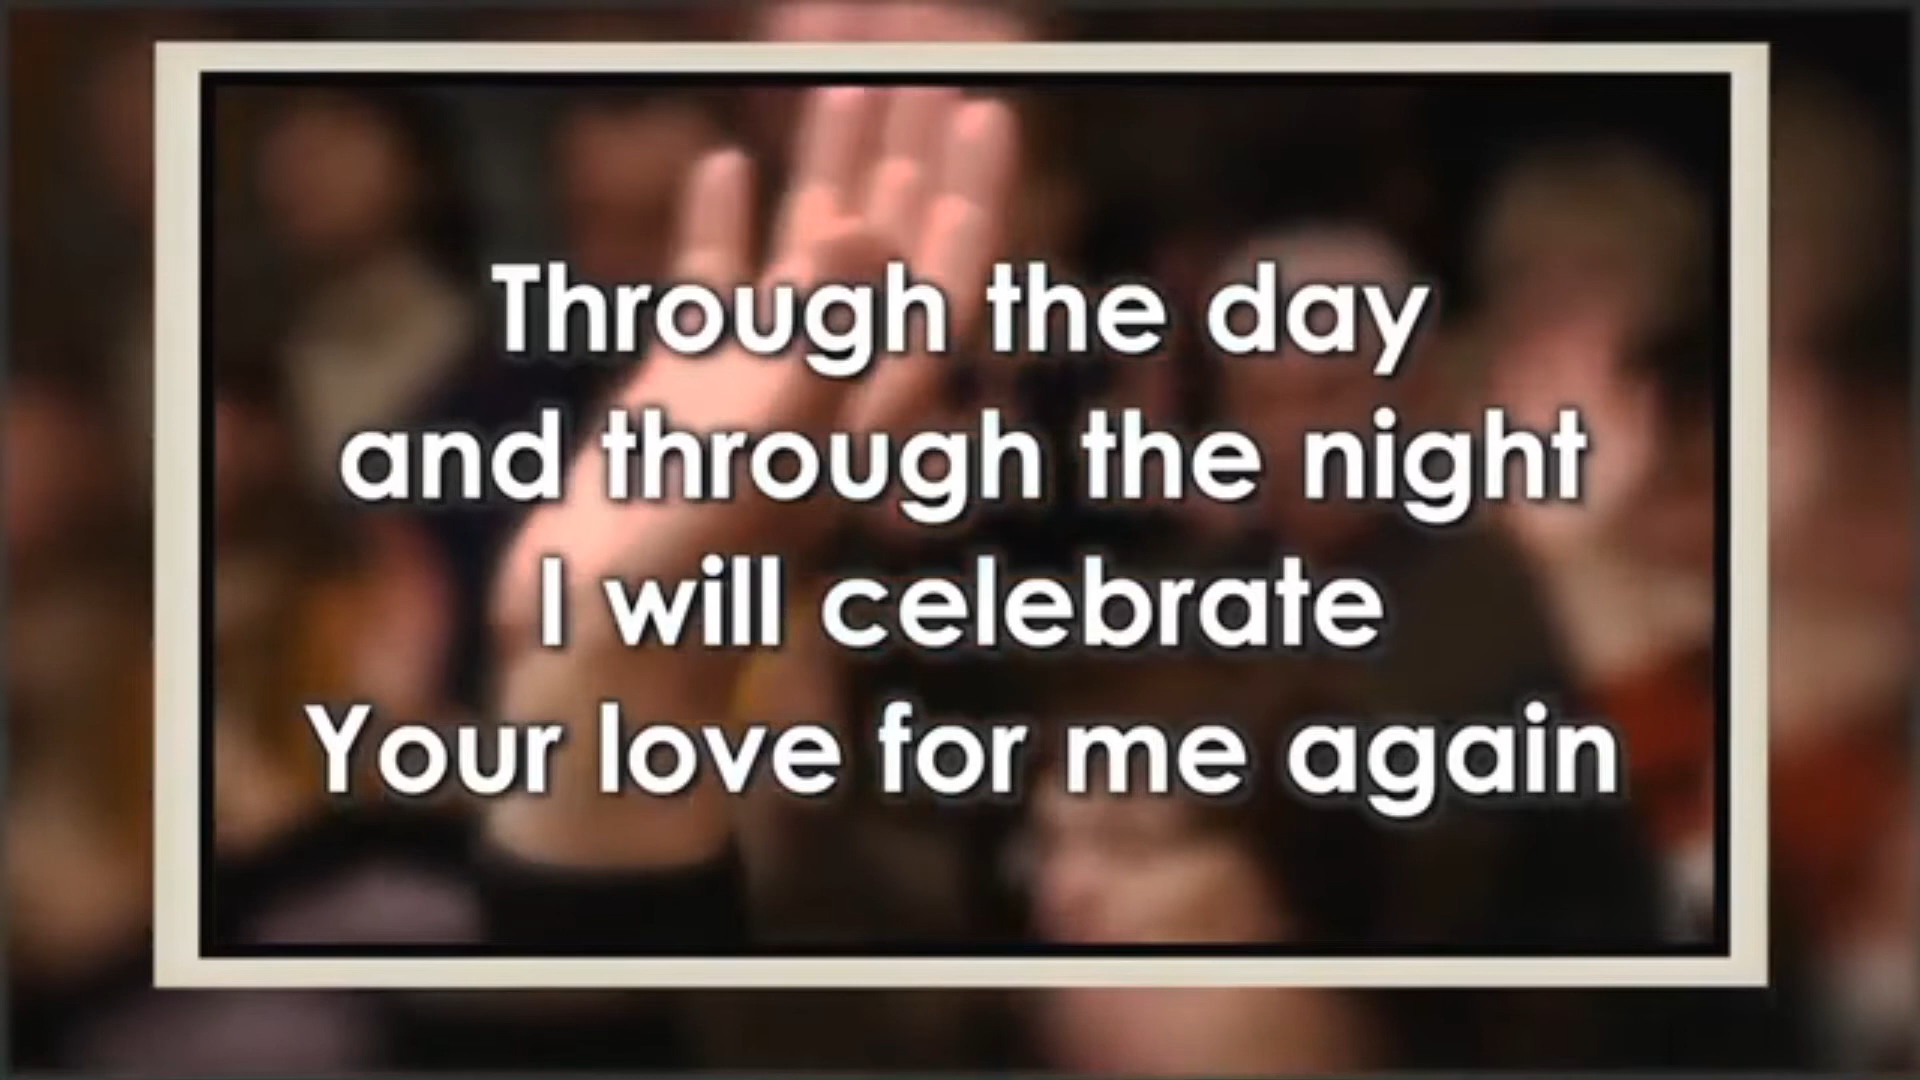 Through the day
and through the night
I will celebrate
Your love for me again